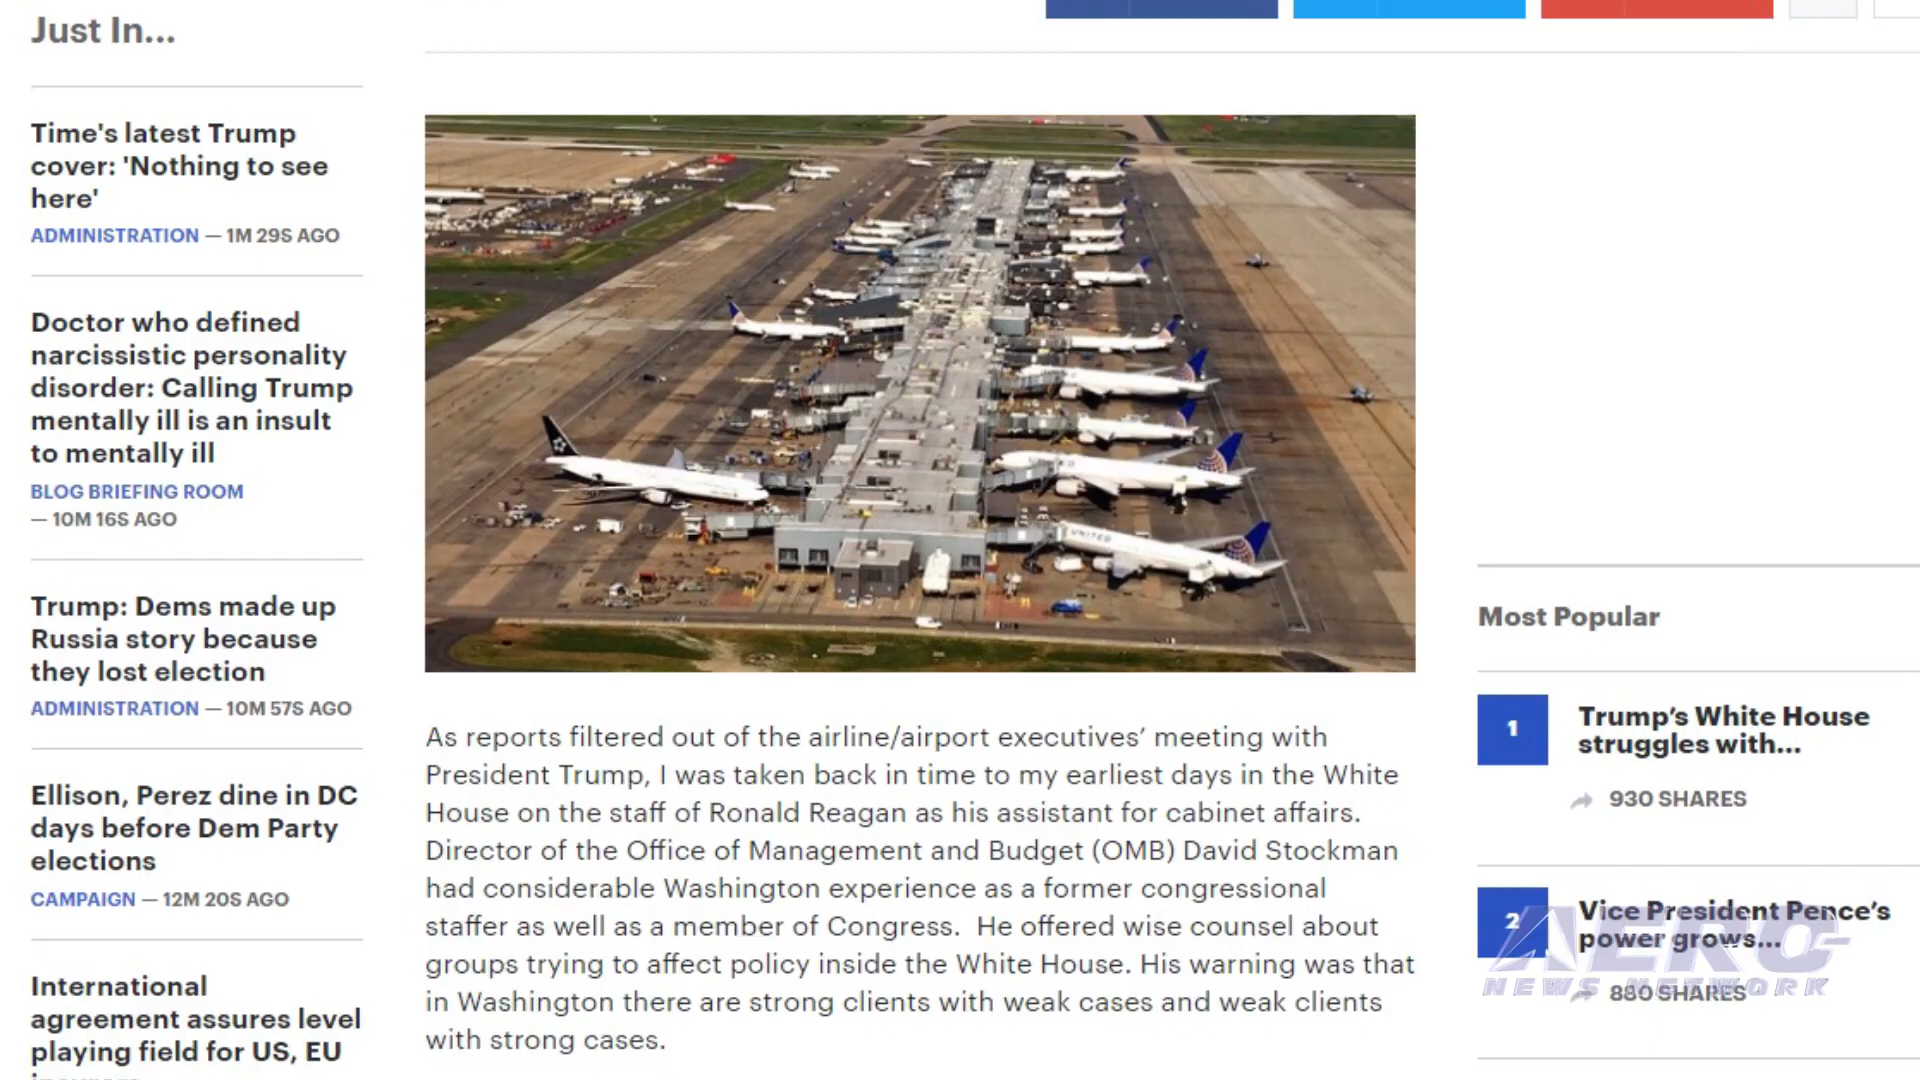 Just In...
Time's latest Trump
cover: 'Nothing to see
here'
ADMINISTRATION — 1M 29S AGO
Doctor who defined
narcissistic personality
disorder: Calling Trump
mentally ill is an insult
to mentally ill
BLOG BRIEFING ROOM
— 10M 16S AGO
Trump: Dems made up
Russia story because
they lost election
ADMINISTRATION — 10M 57S AGO
Ellison, Perez dine in DC
days before Dem Party
elections
CAMPAIGN — 12M 20S AGO
International
agreement assures level
playing field for US, EU
UNITED
As reports filtered out of the airline/airport executives’ meeting with
President Trump, I was taken back in time to my earliest days in the White
House on the staff of Ronald Reagan as his assistant for cabinet affairs.
Director of the Office of Management and Budget (OMB) David Stockman
had considerable Washington experience as a former congressional
staffer as well as a member of Congress.  He offered wise counsel about
groups trying to affect policy inside the White House. His warning was that
in Washington there are strong clients with weak cases and weak clients
with strong cases.
Most Popular
1
Trump’s White House
struggles with...
930 SHARES
2
Vice President Pence’s
power grows...
880 SHARES
AERO
NEWS NETWORK